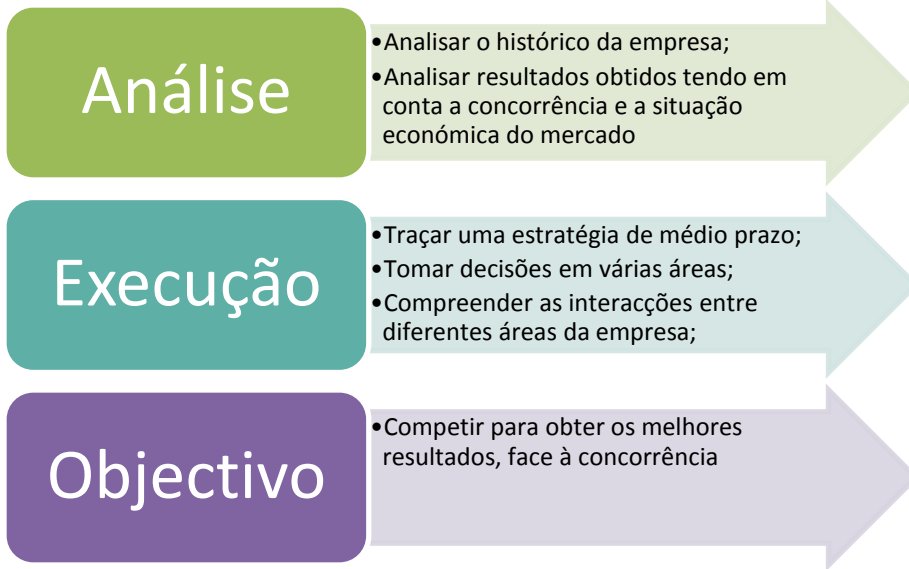 Análise
•Analisar o histórico da empresa;
•Analisar resultados obtidos tendo em
conta a concorrência e a situação
económica do mercado
Execução
•Traçar uma estratégia de médio prazo;
•Tomar decisões em várias áreas;
•Compreender as interacções entre
diferentes áreas da empresa;
Objectivo
•Competir para obter os melhores
resultados, face à concorrência